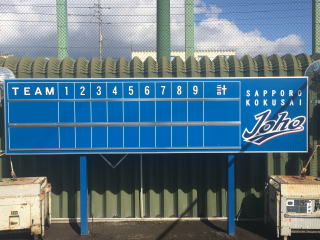 TEAM 1 2 3 4 5 6 7 8 9 計
SAPPORO
KOKUSAI
Joho